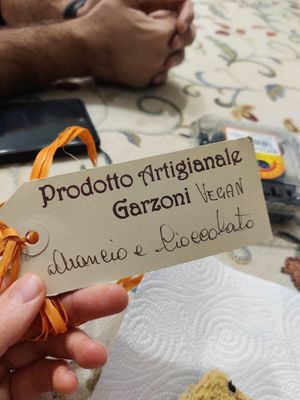 Prodotto Artigianale
Garzoni VEGAN
Arancio e Cioccolato